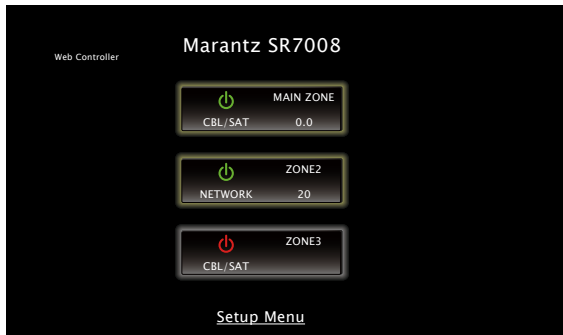 Marantz SR7008
Web Controller
MAIN ZONE
CBL/SAT 0.0
ZONE2
NETWORK 20
ZONE3
CBL/SAT
Setup Menu